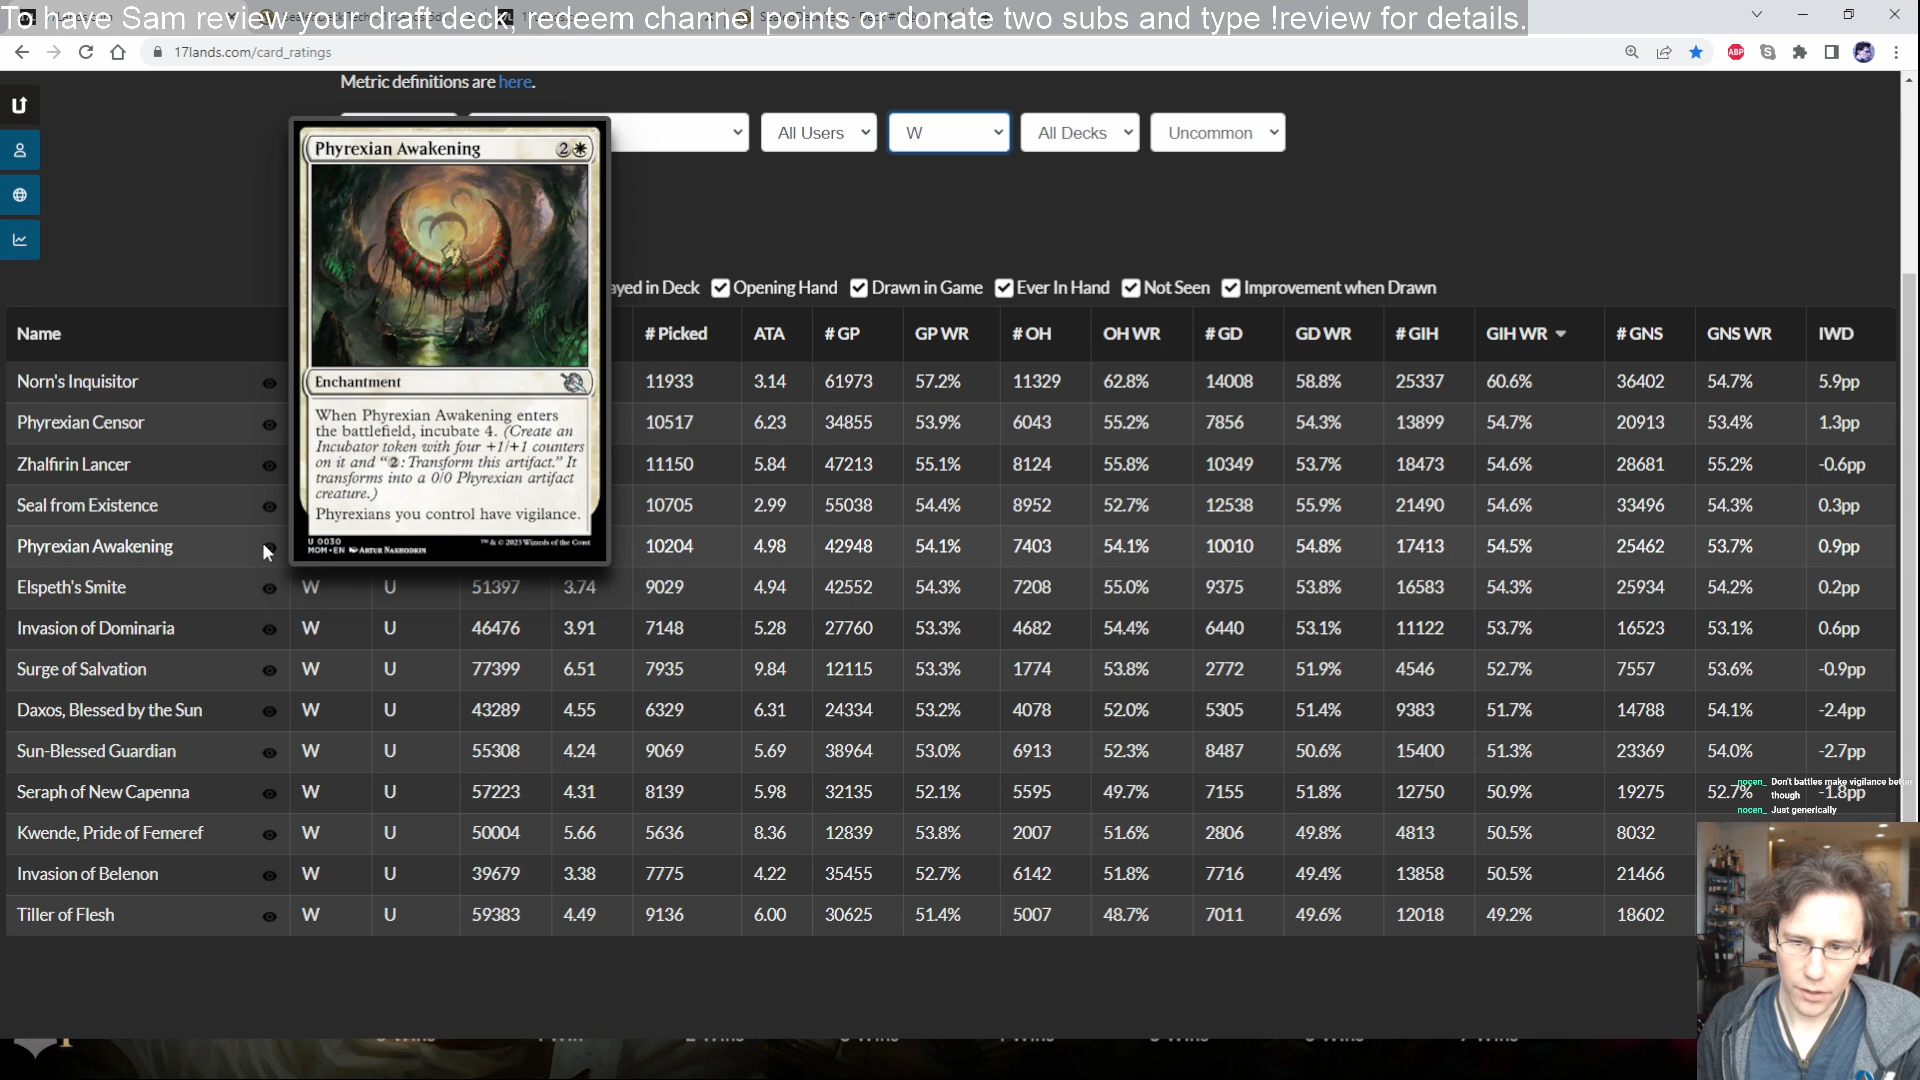 To have Sam review your draft deck, redeem channel points or donate two subs and type !review for details.
17lands.com/card_ratings
ABP
Metric definitions are here.
All Users W All Decks Uncommon
Phyrexian Awakening 2
Enchantment
When Phyrexian Awakening enters
the battlefield, incubate 4. (Create an
Incubator token with four +1/+1 counters
on it and “2: Transform this artifact.” It
transforms into a 0/0 Phyrexian artifact
creature.)
Phyrexians you control have vigilance.
U 0030
MOM • EN ARTUR NAKHODKIN ™ & © 2023 Wizards of the Coast
ayed in Deck Opening Hand Drawn in Game Ever In Hand Not Seen Improvement when Drawn
Name # Picked ATA # GP GP WR # OH OH WR # GD GD WR # GIH GIH WR # GNS GNS WR IWD
Norn's Inquisitor 11933 3.14 61973 57.2% 11329 62.8% 14008 58.8% 25337 60.6% 36402 54.7% 5.9pp
Phyrexian Censor 10517 6.23 34855 53.9% 6043 55.2% 7856 54.3% 13899 54.7% 20913 53.4% 1.3pp
Zhalfirin Lancer 11150 5.84 47213 55.1% 8124 55.8% 10349 53.7% 18473 54.6% 28681 55.2% -0.6pp
Seal from Existence 10705 2.99 55038 54.4% 8952 52.7% 12538 55.9% 21490 54.6% 33496 54.3% 0.3pp
Phyrexian Awakening 10204 4.98 42948 54.1% 7403 54.1% 10010 54.8% 17413 54.5% 25462 53.7% 0.9pp
Elspeth's Smite W U 51397 3.74 9029 4.94 42552 54.3% 7208 55.0% 9375 53.8% 16583 54.3% 25934 54.2% 0.2pp
Invasion of Dominaria W U 46476 3.91 7148 5.28 27760 53.3% 4682 54.4% 6440 53.1% 11122 53.7% 16523 53.1% 0.6pp
Surge of Salvation W U 77399 6.51 7935 9.84 12115 53.3% 1774 53.8% 2772 51.9% 4546 52.7% 7557 53.6% -0.9pp
Daxos, Blessed by the Sun W U 43289 4.55 6329 6.31 24334 53.2% 4078 52.0% 5305 51.4% 9383 51.7% 14788 54.1% -2.4pp
Sun-Blessed Guardian W U 55308 4.24 9069 5.69 38964 53.0% 6913 52.3% 8487 50.6% 15400 51.3% 23369 54.0% -2.7pp
Seraph of New Capenna W U 57223 4.31 8139 5.98 32135 52.1% 5595 49.7% 7155 51.8% 12750 50.9% 19275 52.7% -1.8pp
nocen_ Don't battles make vigilance better
though
nocen_ Just generically
Kwende, Pride of Femeref W U 50004 5.66 5636 8.36 12839 53.8% 2007 51.6% 2806 49.8% 4813 50.5% 8032
Invasion of Belenon W U 39679 3.38 7775 4.22 35455 52.7% 6142 51.8% 7716 49.4% 13858 50.5% 21466
Tiller of Flesh W U 59383 4.49 9136 6.00 30625 51.4% 5007 48.7% 7011 49.6% 12018 49.2% 18602